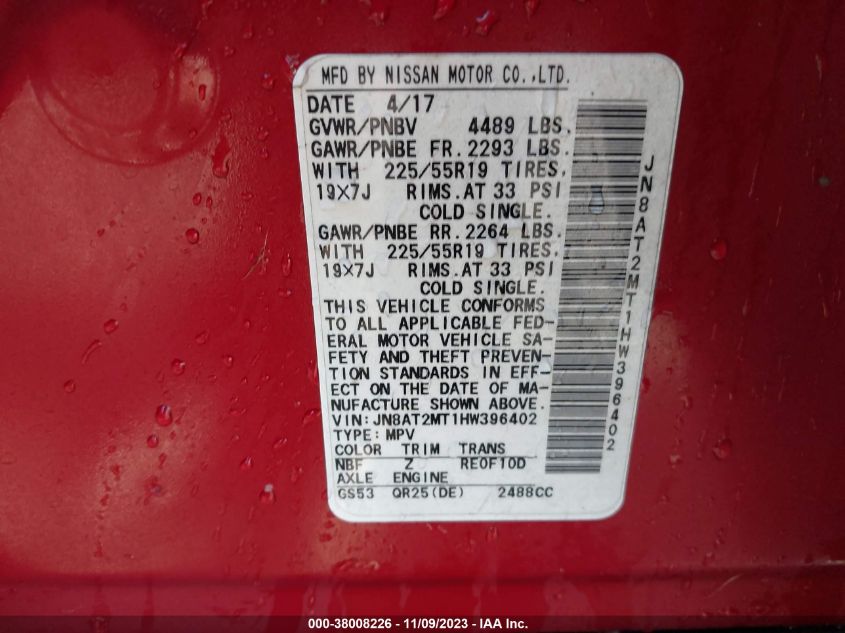 MFD BY NISSAN MOTOR CO.,LTD.
DATE 4/17
GVWR/PNBV 4489 LBS.
GAWR/PNBE FR. 2293 LBS.
WITH 225/55R19 TIRES.
19X7J RIMS.AT 33 PSI
COLD SINGLE.
GAWR/PNBE RR. 2264 LBS.
WITH 225/55R19 TIRES.
19X7J RIMS.AT 33 PSI
COLD SINGLE.
THIS VEHICLE CONFORMS
TO ALL APPLICABLE FED-
ERAL MOTOR VEHICLE SA-
FETY AND THEFT PREVEN-
TION STANDARDS IN EFF-
ECT ON THE DATE OF MA-
NUFACTURE SHOWN ABOVE.
VIN:JN8AT2MT1HW396402
TYPE:MPV
COLOR TRIM TRANS
NBF Z RE0F10D
AXLE ENGINE
GS53 QR25(DE) 2488CC
JN8AT2MT1HW396402
000-38008226 - 11/09/2023 - IAA Inc.